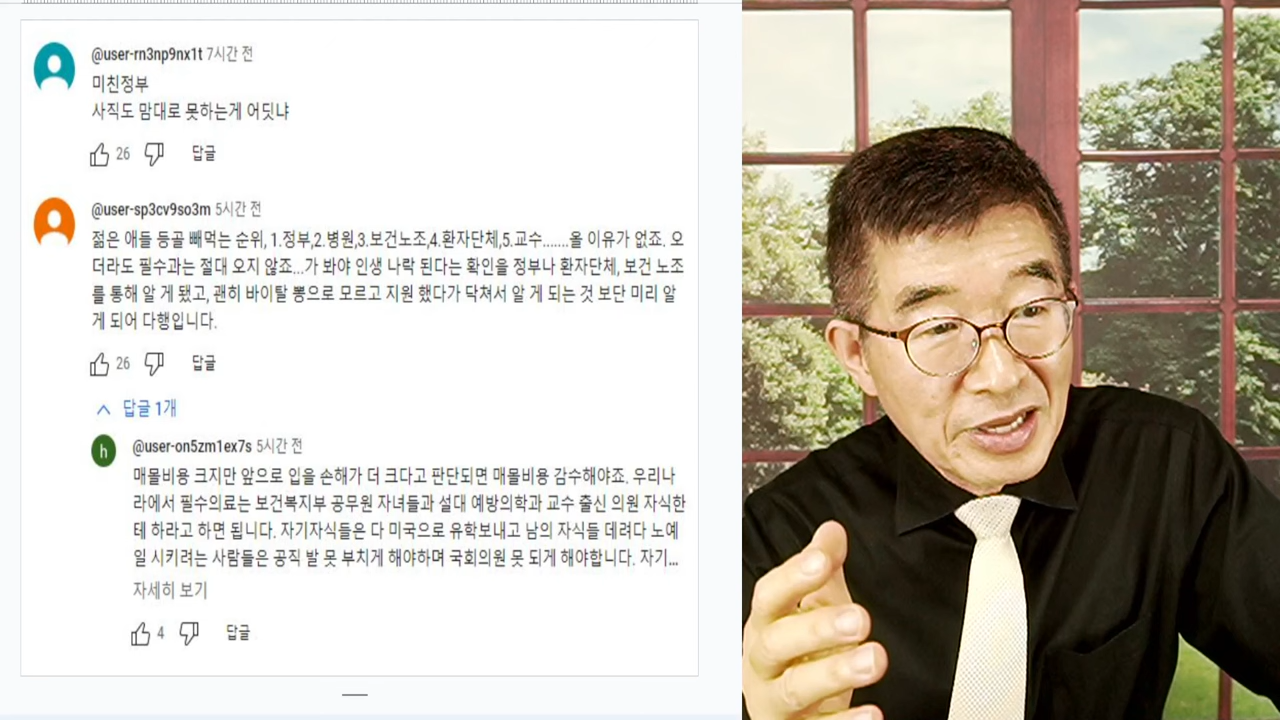 @user-rn3np9nx1t 7시간 전
미친정부
사직도 맘대로 못하는게 어딧냐
26 답글
@user-sp3cv9so3m 5시간 전
젊은 애들 등골 빼먹는 순위, 1.정부,2.병원,3.보건노조,4.환자단체,5.교수.......올 이유가 없죠. 오
더라도 필수과는 절대 오지 않죠...가 봐야 인생 나락 된다는 확인을 정부나 환자단체, 보건 노조
를 통해 알 게 됐고, 괜히 바이탈 뽕으로 모르고 지원 했다가 닥쳐서 알 게 되는 것 보단 미리 알
게 되어 다행입니다.
26 답글
답글 1개
h
@user-on5zm1ex7s 5시간 전
매몰비용 크지만 앞으로 입을 손해가 더 크다고 판단되면 매몰비용 감수해야죠. 우리나
라에서 필수의료는 보건복지부 공무원 자녀들과 설대 예방의학과 교수 출신 의원 자식한
테 하라고 하면 됩니다. 자기자식들은 다 미국으로 유학보내고 남의 자식들 데려다 노예
일 시키려는 사람들은 공직 발 못 부치게 해야하며 국회의원 못 되게 해야합니다. 자기...
자세히 보기
4 답글